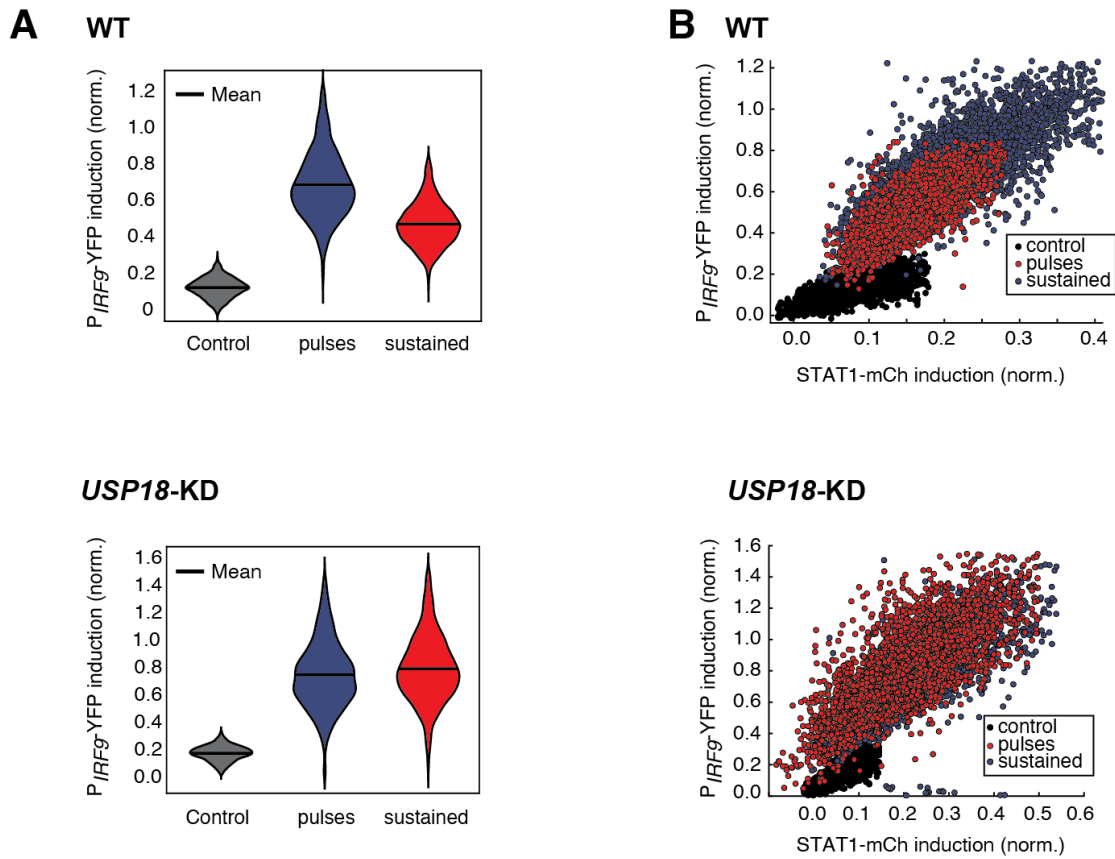 A WT
P_IRF9-YFP induction (norm.)
Mean
1.2
1.0
0.8
0.6
0.4
0.2
0
Control pulses sustained
B WT
P_IRF9-YFP induction (norm.)
1.2
1.0
0.8
0.6
0.4
0.2
0.0
control
pulses
sustained
0.0 0.1 0.2 0.3 0.4
STAT1-mCh induction (norm.)
USP18-KD
P_IRF9-YFP induction (norm.)
Mean
1.6
1.4
1.2
1.0
0.8
0.6
0.4
0.2
0.0
Control pulses sustained
USP18-KD
P_IRF9-YFP induction (norm.)
1.6
1.4
1.2
1.0
0.8
0.6
0.4
0.2
0.0
control
pulses
sustained
0.0 0.1 0.2 0.3 0.4 0.5 0.6
STAT1-mCh induction (norm.)